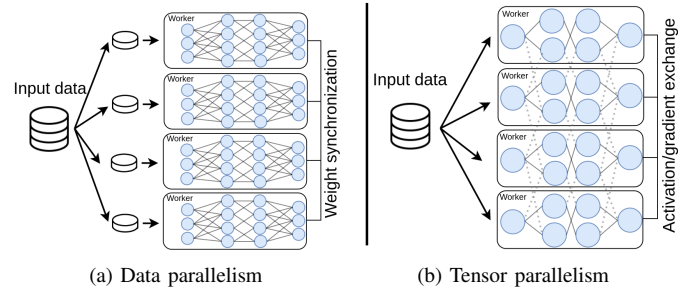 Worker
Worker
Worker
Worker
Input data
Weight synchronization
(a) Data parallelism
Worker
Worker
Worker
Worker
Input data
Activation/gradient exchange
(b) Tensor parallelism